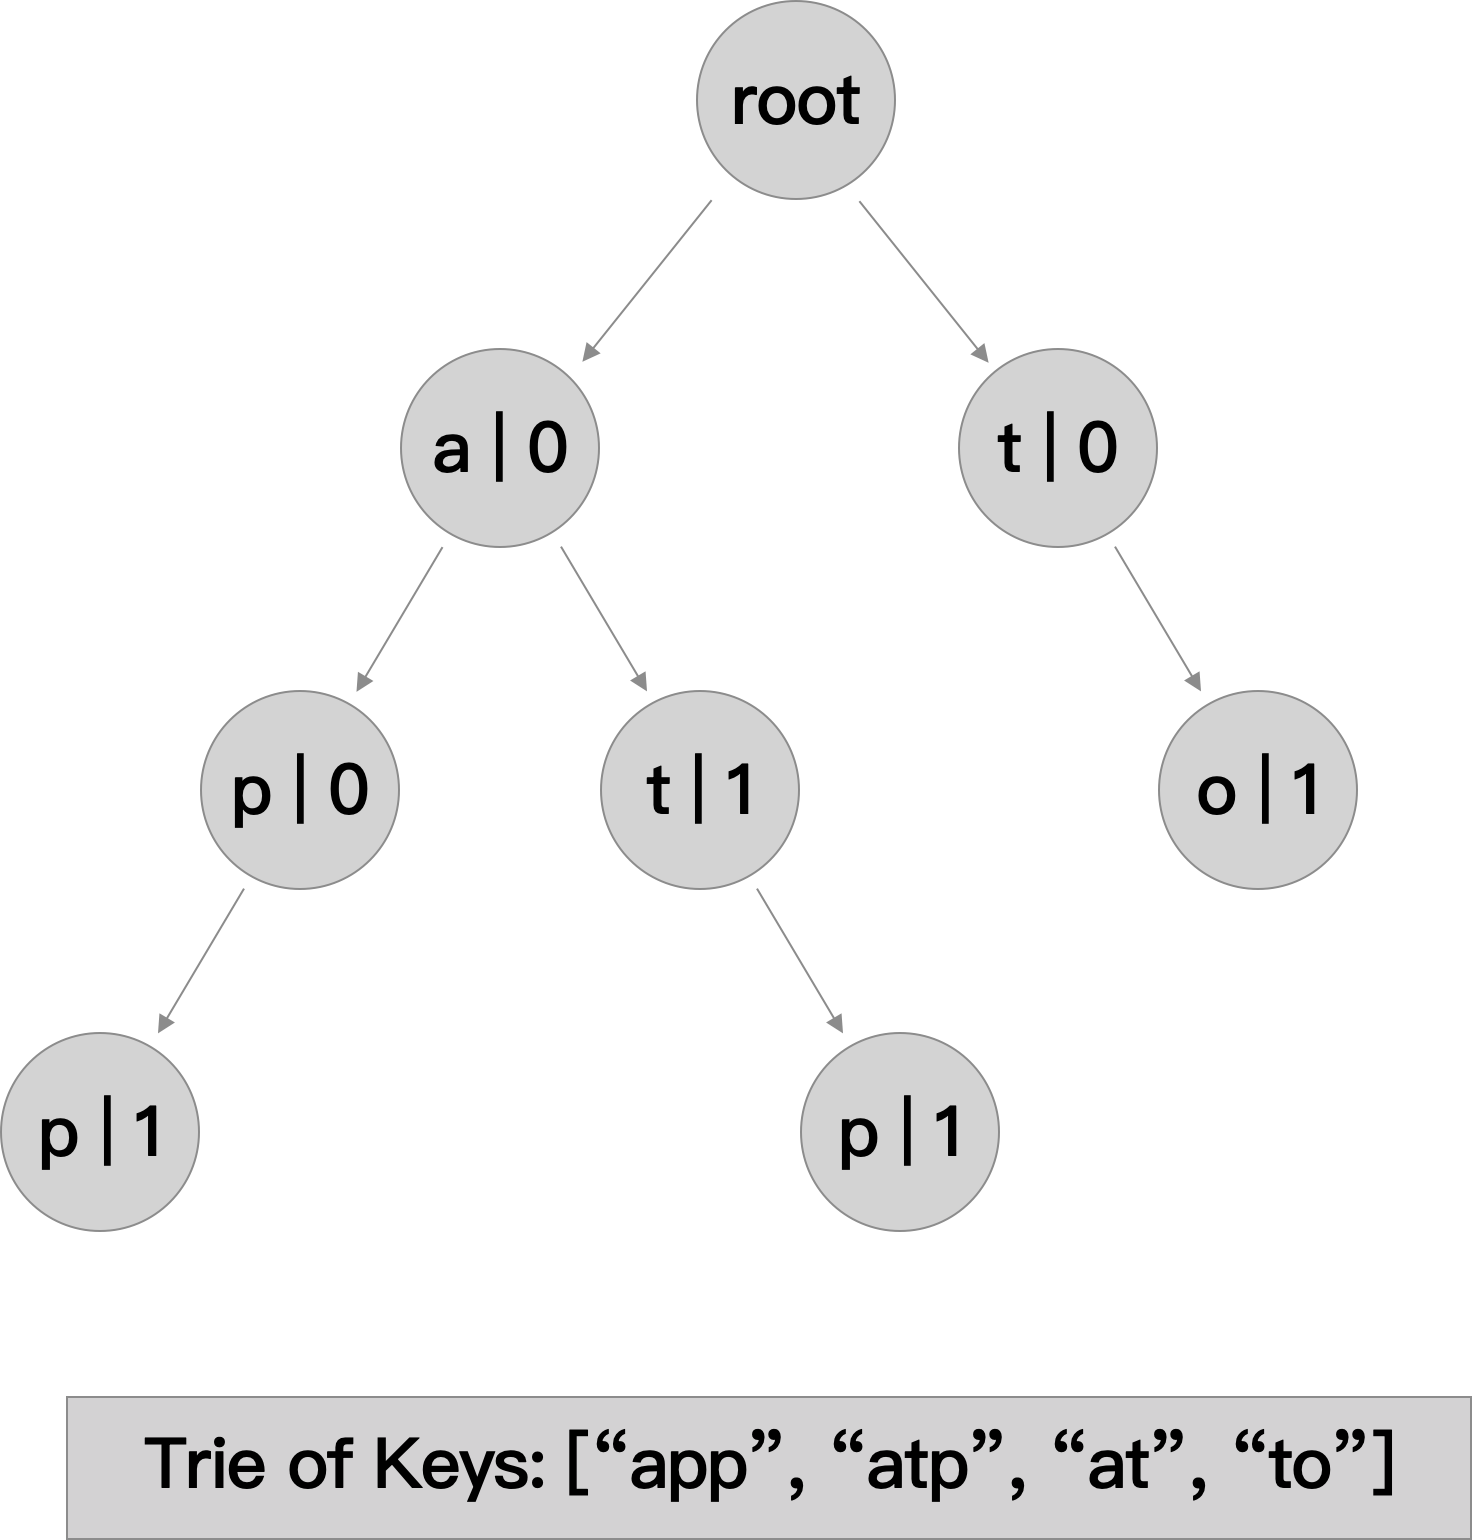 root
a | 0
t | 0
p | 0
t | 1
o | 1
p | 1
p | 1
Trie of Keys: [“app”, “atp”, “at”, “to”]